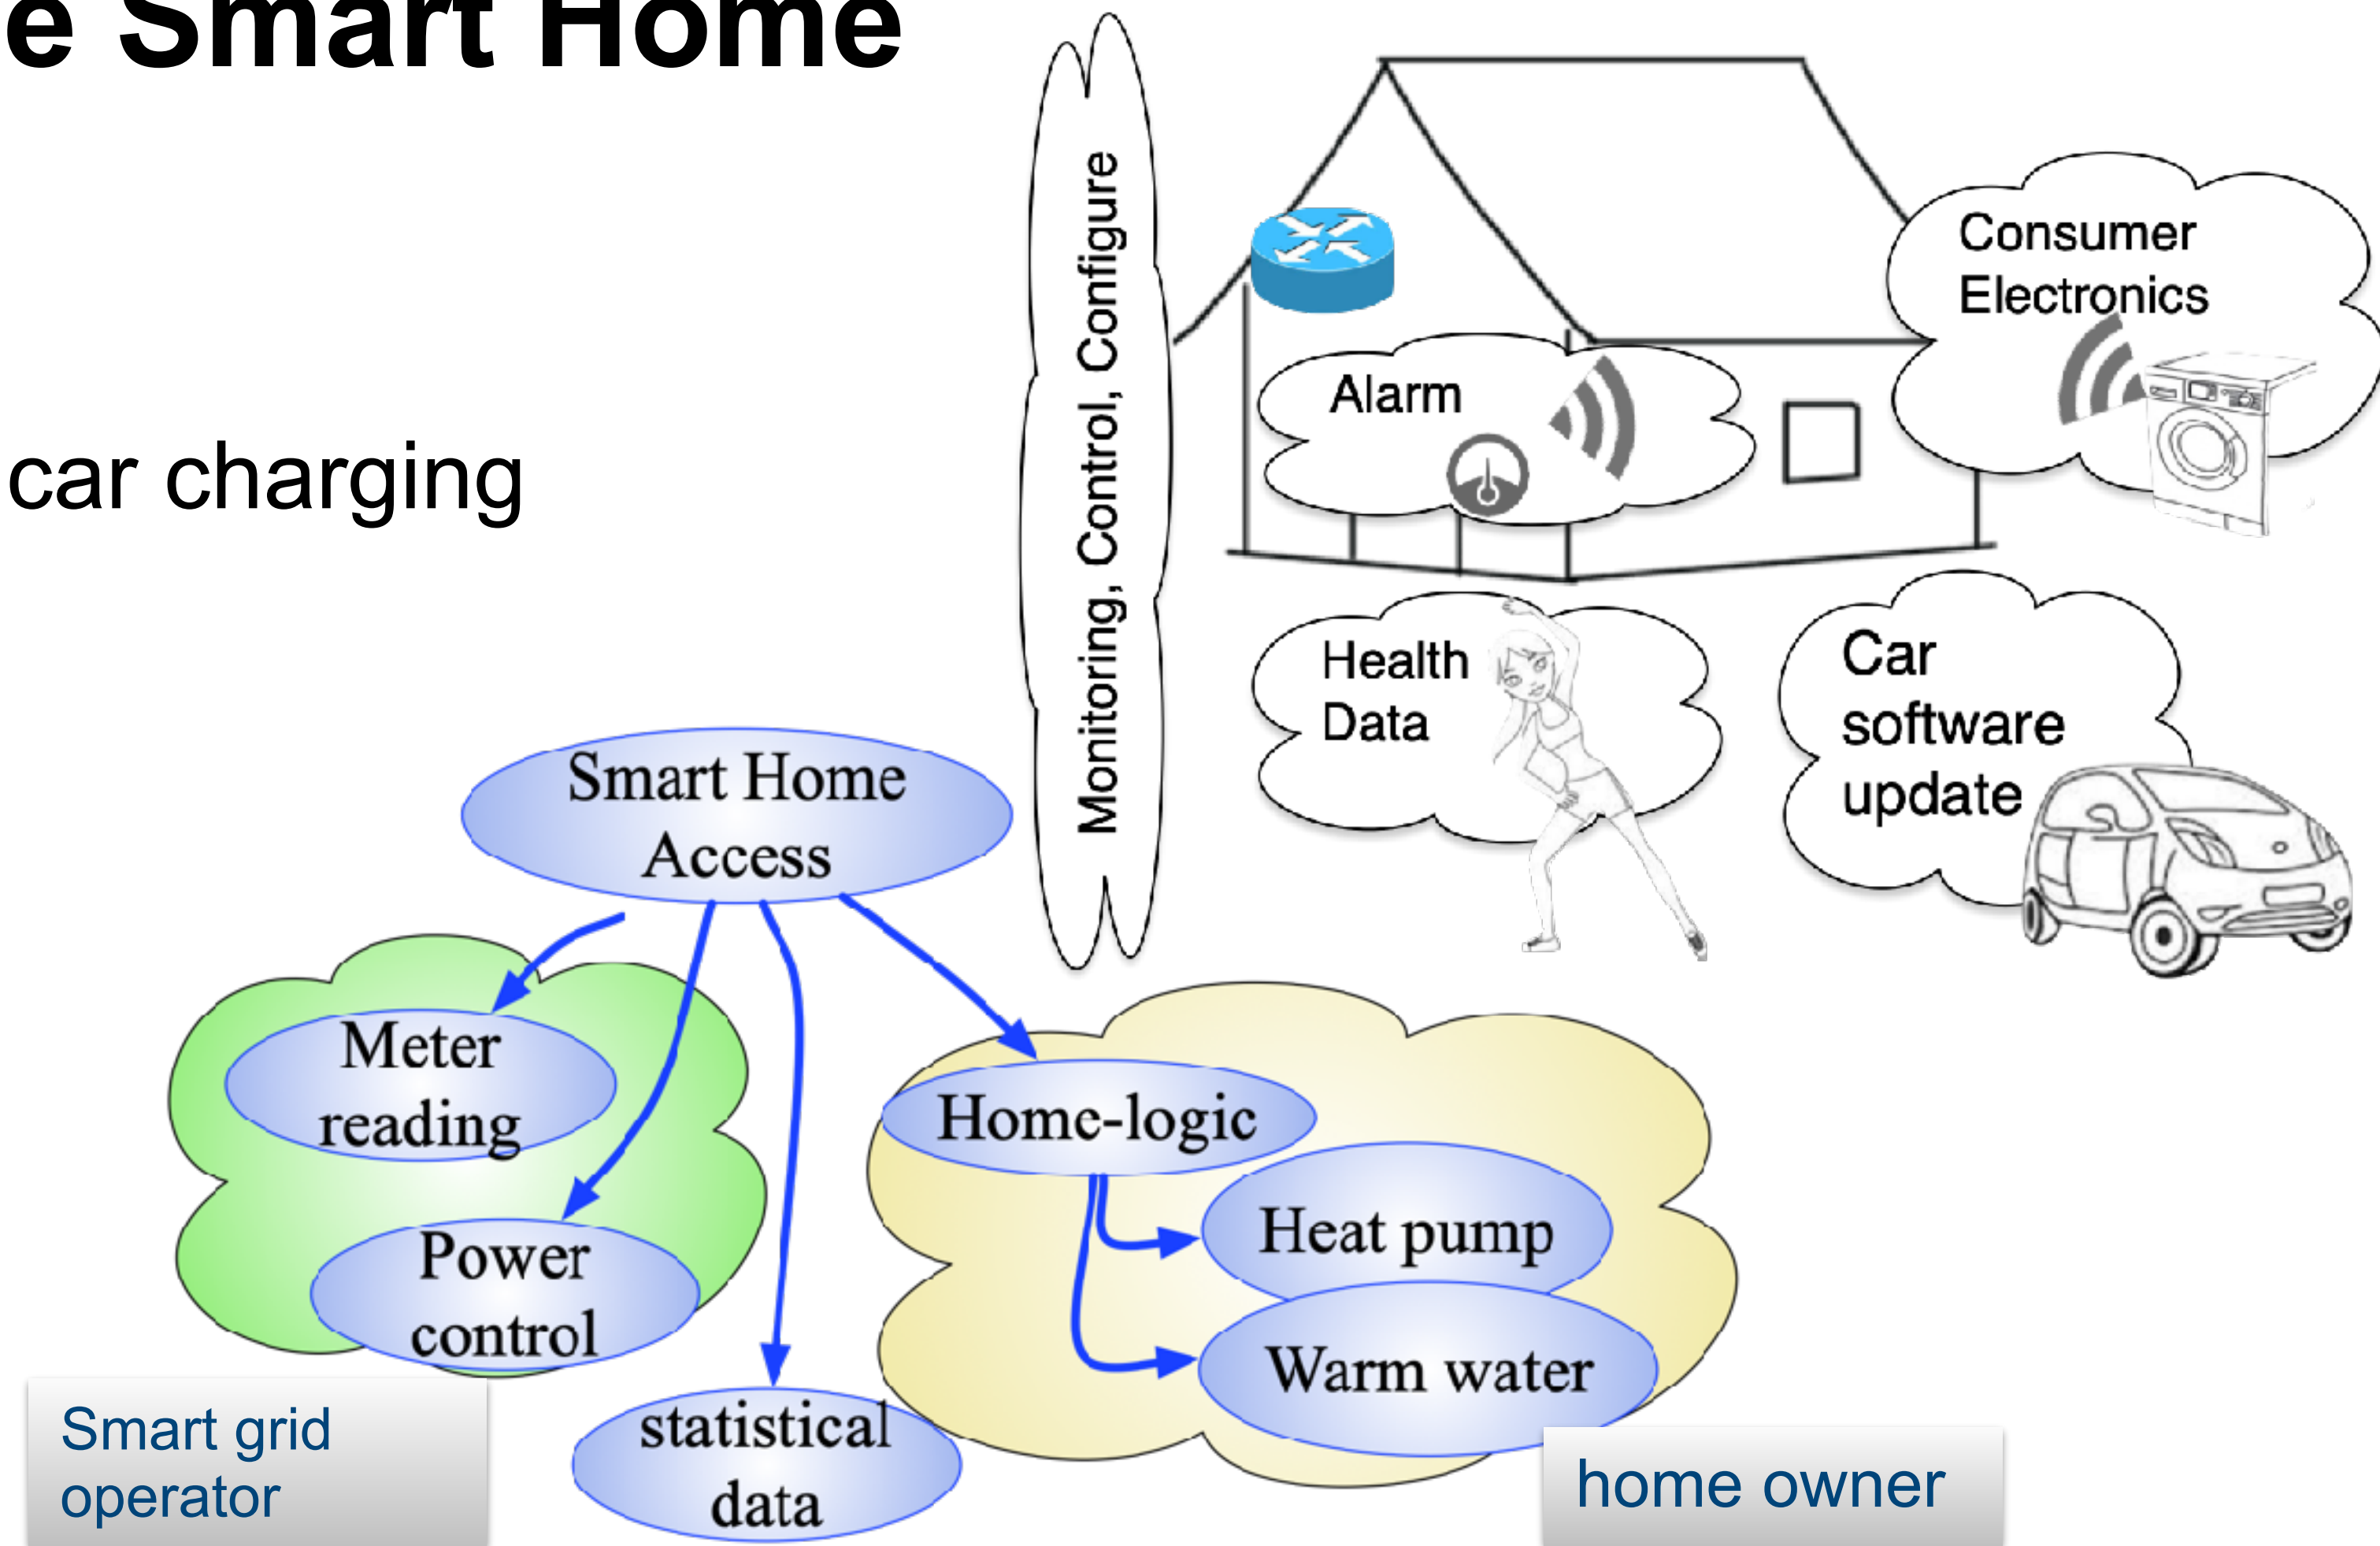 e Smart Home
car charging
Monitoring, Control, Configure
Consumer
Electronics
Alarm
Health
Data
Car
software
update
Smart Home
Access
Meter
reading
Power
control
statistical
data
Home-logic
Heat pump
Warm water
Smart grid
operator
home owner